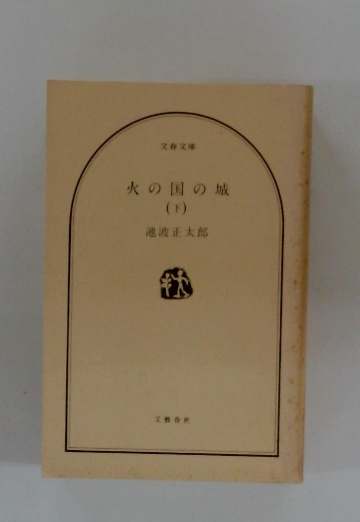 文春文庫
火の国の城
(下)
池波正太郎
文藝春秋